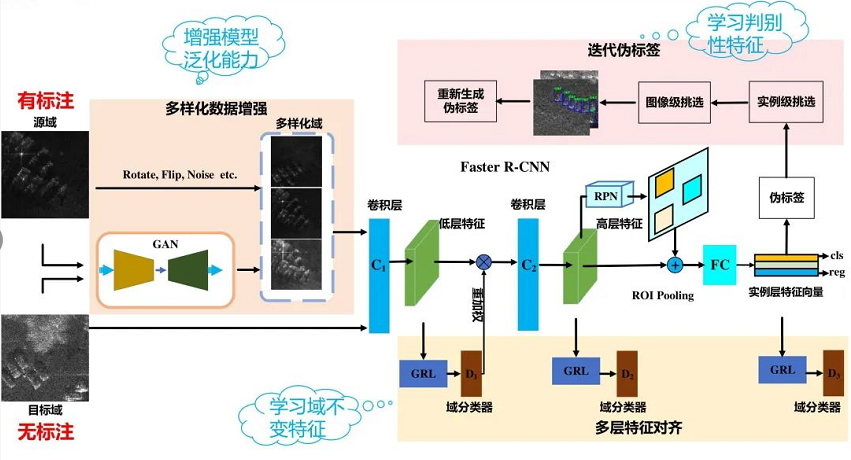 增强模型
泛化能力
学习判别
性特征
迭代伪标签
有标注
源域
多样化数据增强
多样化域
重新生成
伪标签
图像级挑选
实例级挑选
Rotate, Flip, Noise etc.
Faster R-CNN
伪标签
GAN
卷积层
C1
低层特征
重加权
卷积层
C2
RPN
高层特征
ROI Pooling
FC
cls
reg
实例层特征向量
目标域
无标注
学习域不
变特征
GRL
D1
域分类器
GRL
D2
域分类器
GRL
D3
域分类器
多层特征对齐